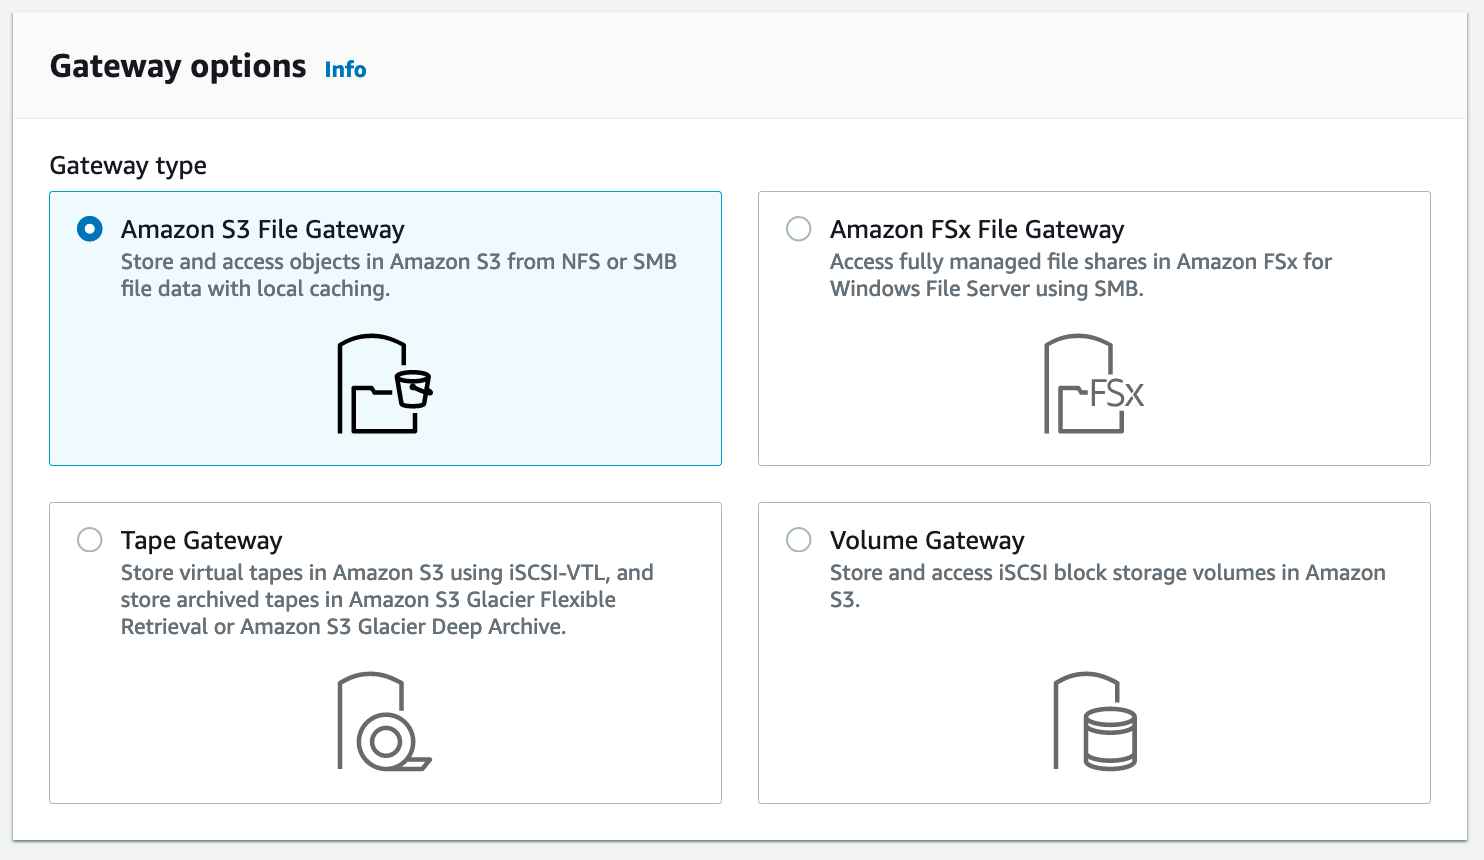 Gateway options Info
Gateway type
Amazon S3 File Gateway
Store and access objects in Amazon S3 from NFS or SMB
file data with local caching.
Amazon FSx File Gateway
Access fully managed file shares in Amazon FSx for
Windows File Server using SMB.
FSx
Tape Gateway
Store virtual tapes in Amazon S3 using iSCSI-VTL, and
store archived tapes in Amazon S3 Glacier Flexible
Retrieval or Amazon S3 Glacier Deep Archive.
Volume Gateway
Store and access iSCSI block storage volumes in Amazon
S3.